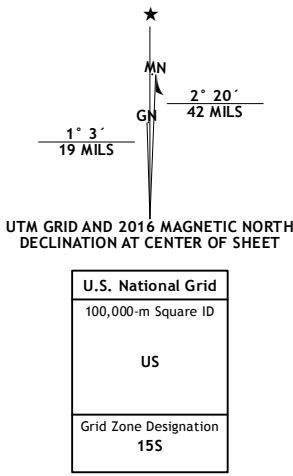 ★
MN
2° 20´
42 MILS
GN
1° 3´
19 MILS
UTM GRID AND 2016 MAGNETIC NORTH
DECLINATION AT CENTER OF SHEET
U.S. National Grid
100,000-m Square ID
US
Grid Zone Designation
15S